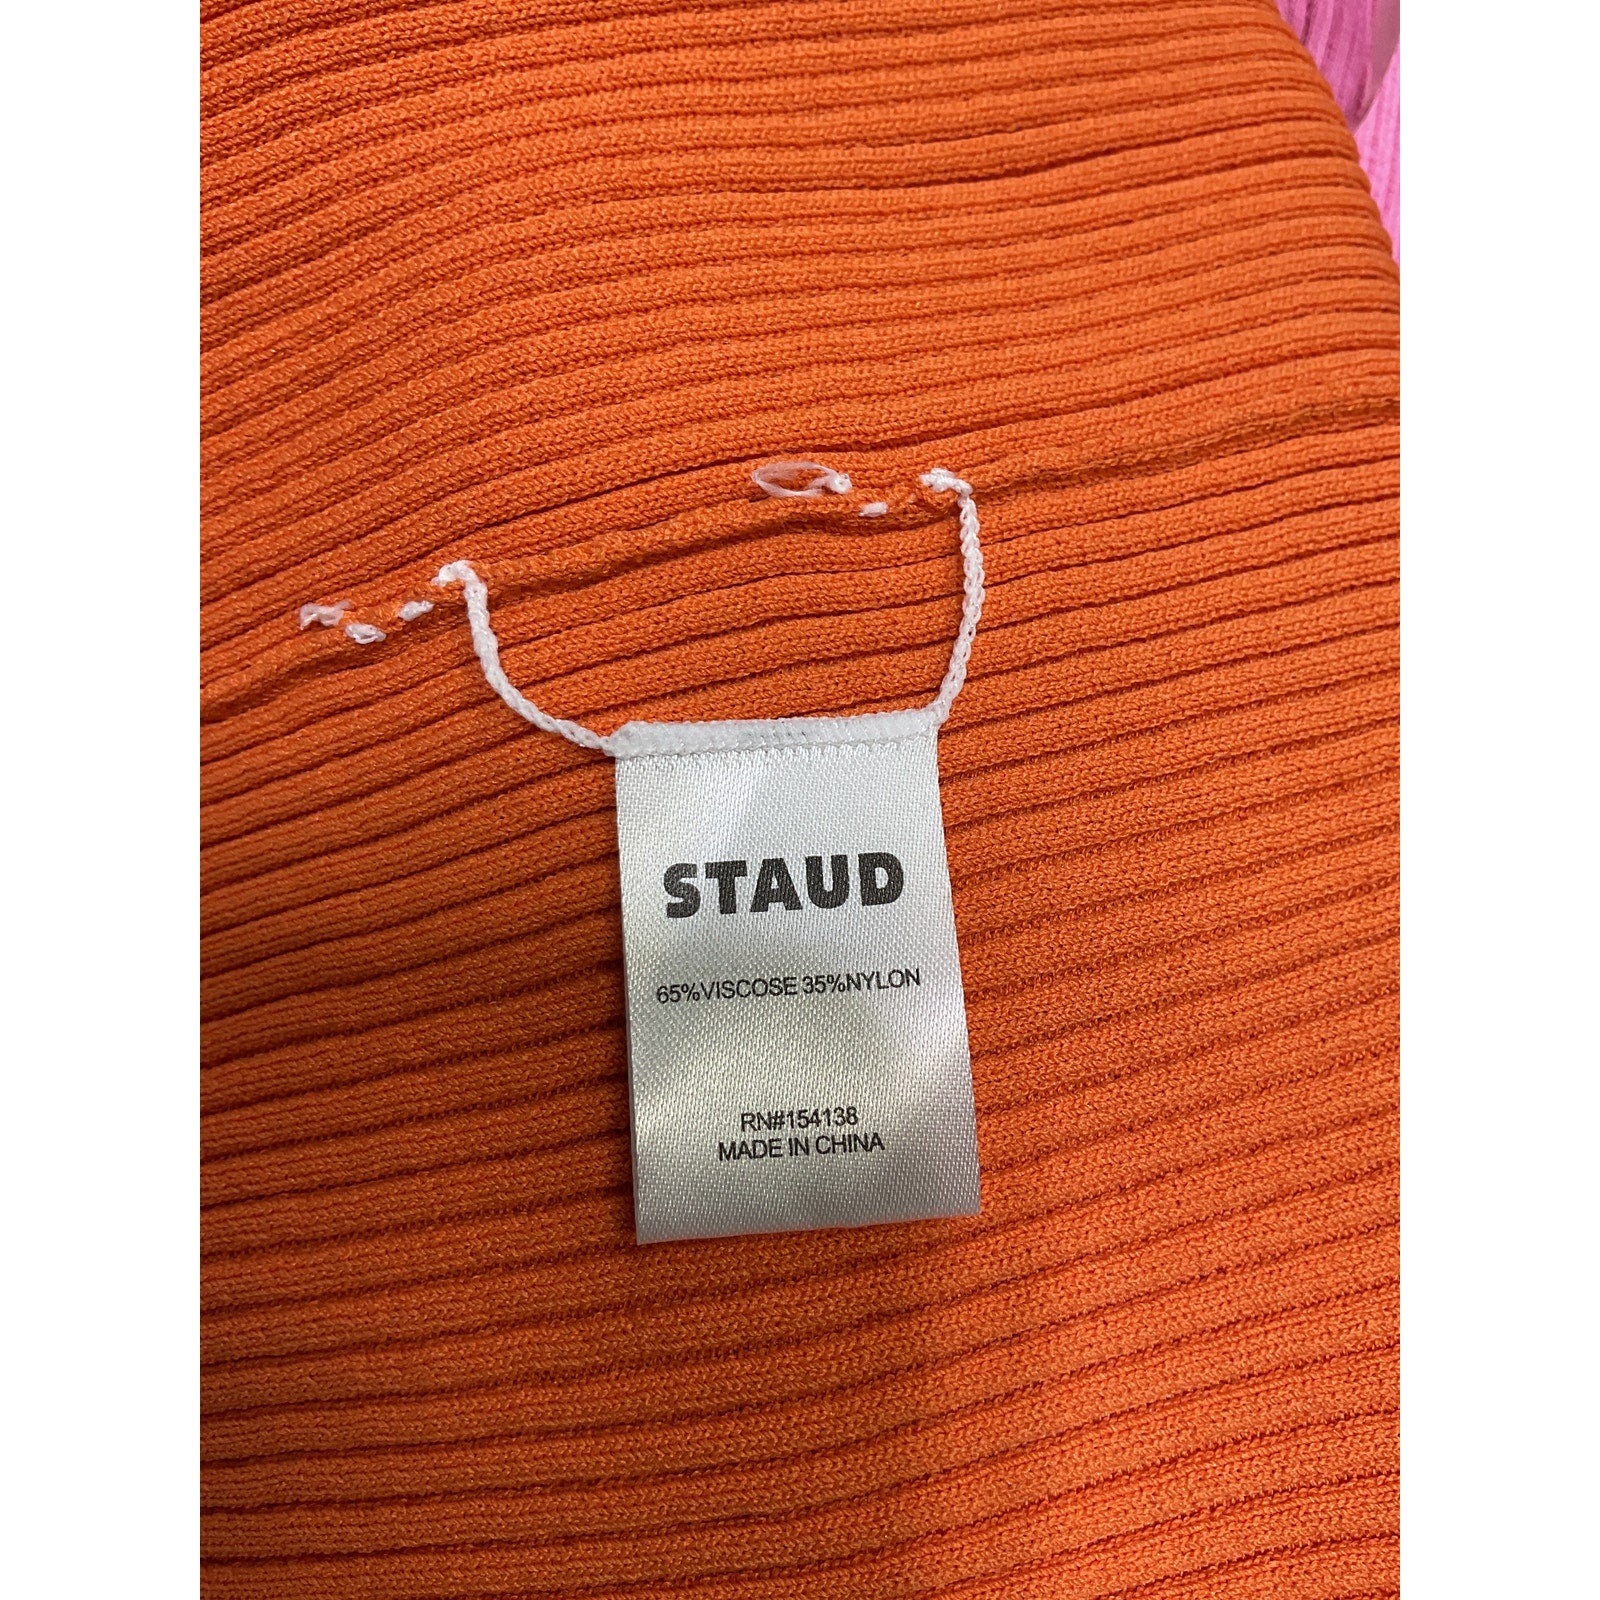 STAUD
65%VISCOSE 35%NYLON
RN#154138
MADE IN CHINA